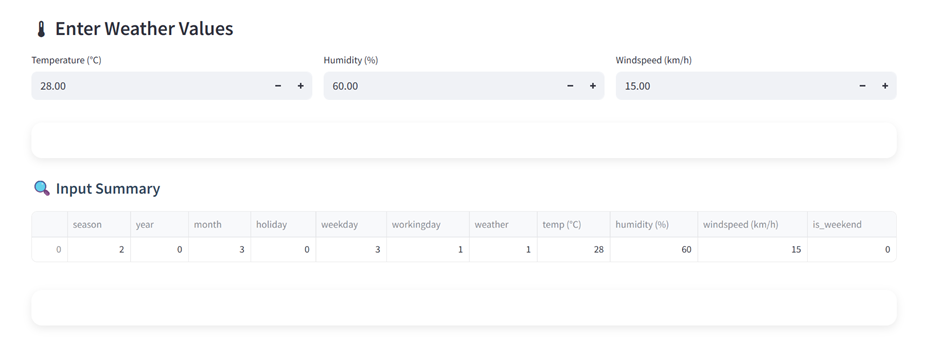 Enter Weather Values
Temperature (°C) Humidity (%) Windspeed (km/h)
28.00 − + 60.00 − + 15.00 − +
Input Summary
season year month holiday weekday workingday weather temp (°C) humidity (%) windspeed (km/h) is_weekend
0 2 0 3 0 3 1 1 28 60 15 0